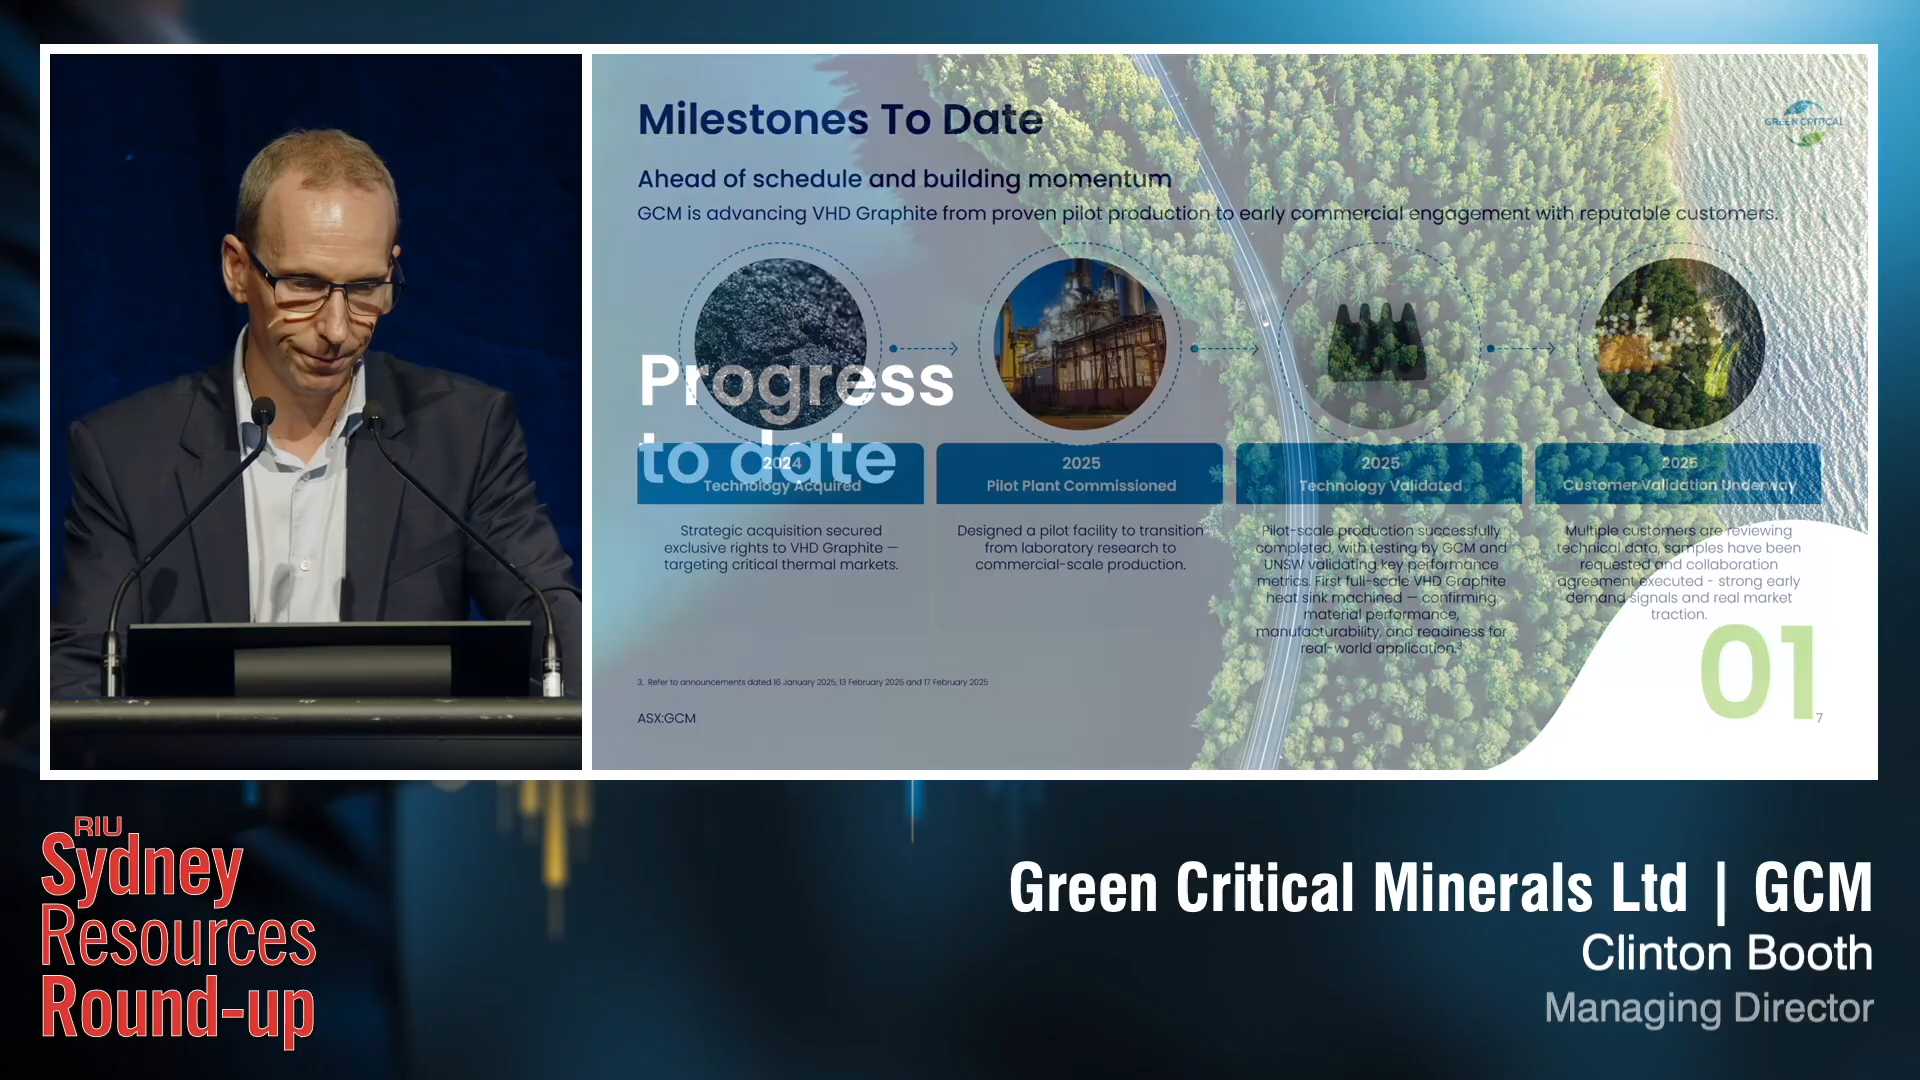 Milestones To Date
GREEN CRITICAL
Ahead of schedule and building momentum
GCM is advancing VHD Graphite from proven pilot production to early commercial engagement with reputable customers.
Progress
to date
2024
Technology Acquired
Strategic acquisition secured
exclusive rights to VHD Graphite —
targeting critical thermal markets.
2025
Pilot Plant Commissioned
Designed a pilot facility to transition
from laboratory research to
commercial-scale production.
2025
Technology Validated
Pilot-scale production successfully
completed, with testing by GCM and
UNSW validating key performance
metrics. First full-scale VHD Graphite
heat sink machined — confirming
material performance,
manufacturability, and readiness for
real-world application.³
2025
Customer Validation Underway
Multiple customers are reviewing
technical data, samples have been
requested and collaboration
agreement executed - strong early
demand signals and real market
traction.
01
3. Refer to announcements dated 16 January 2025, 13 February 2025 and 17 February 2025
ASX:GCM
7
RIU
Sydney
Resources
Round-up
Green Critical Minerals Ltd | GCM
Clinton Booth
Managing Director